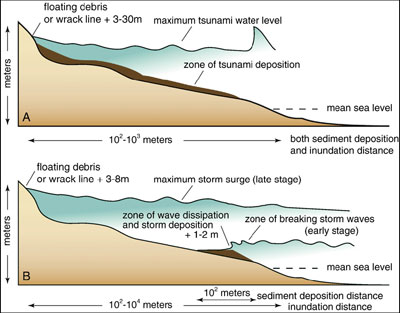 floating debris
or wrack line + 3-30m
maximum tsunami water level
zone of tsunami deposition
meters
mean sea level
A
10²-10³ meters
both sediment deposition
and inundation distance
floating debris
or wrack line + 3-8m
maximum storm surge (late stage)
zone of wave dissipation
and storm deposition
+ 1-2 m
zone of breaking storm waves
(early stage)
meters
mean sea level
B
10² meters
sediment deposition distance
10²-10⁴ meters
inundation distance